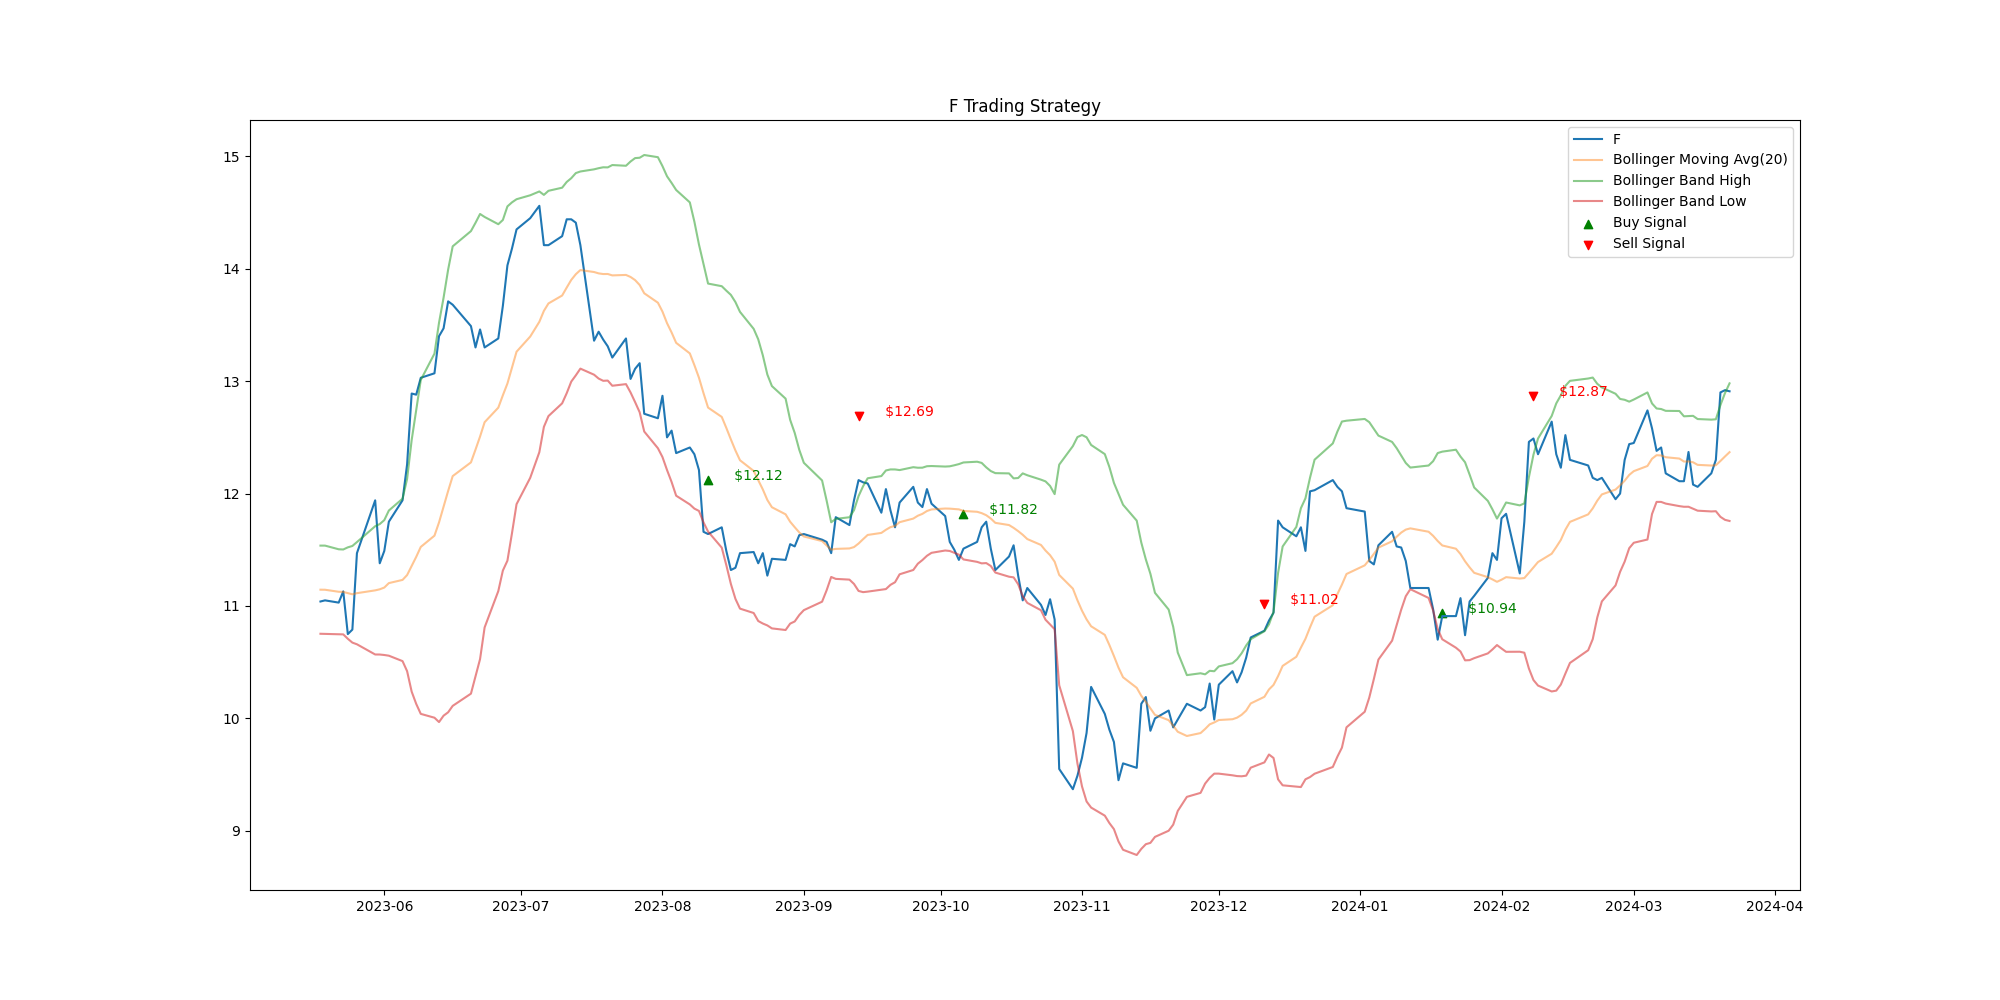 F Trading Strategy
15
14
13
12
11
10
9
F
Bollinger Moving Avg(20)
Bollinger Band High
Bollinger Band Low
Buy Signal
Sell Signal
$12.12
$12.69
$11.82
$11.02
$10.94
$12.87
2023-06 2023-07 2023-08 2023-09 2023-10 2023-11 2023-12 2024-01 2024-02 2024-03 2024-04